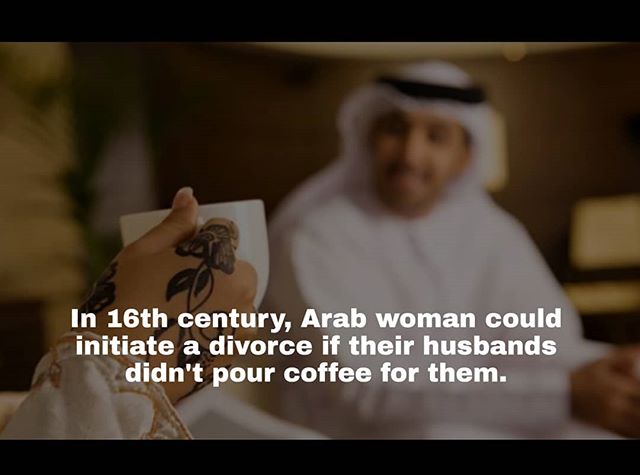 In 16th century, Arab woman could
initiate a divorce if their husbands
didn't pour coffee for them.